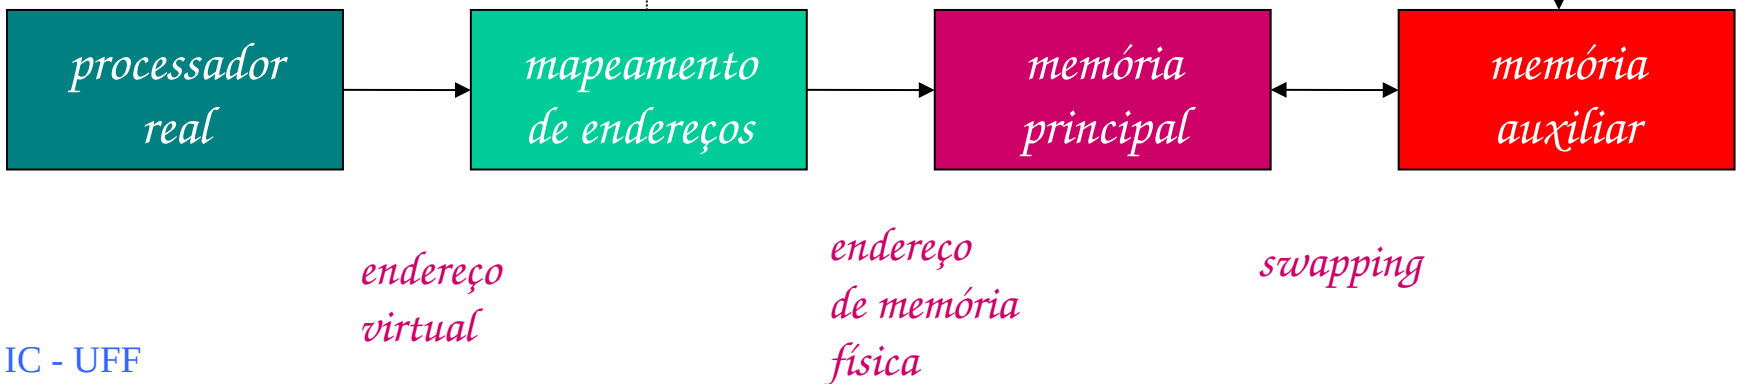 processador
real
mapeamento
de endereços
memória
principal
memória
auxiliar
endereço
virtual
endereço
de memória
física
swapping
IC - UFF